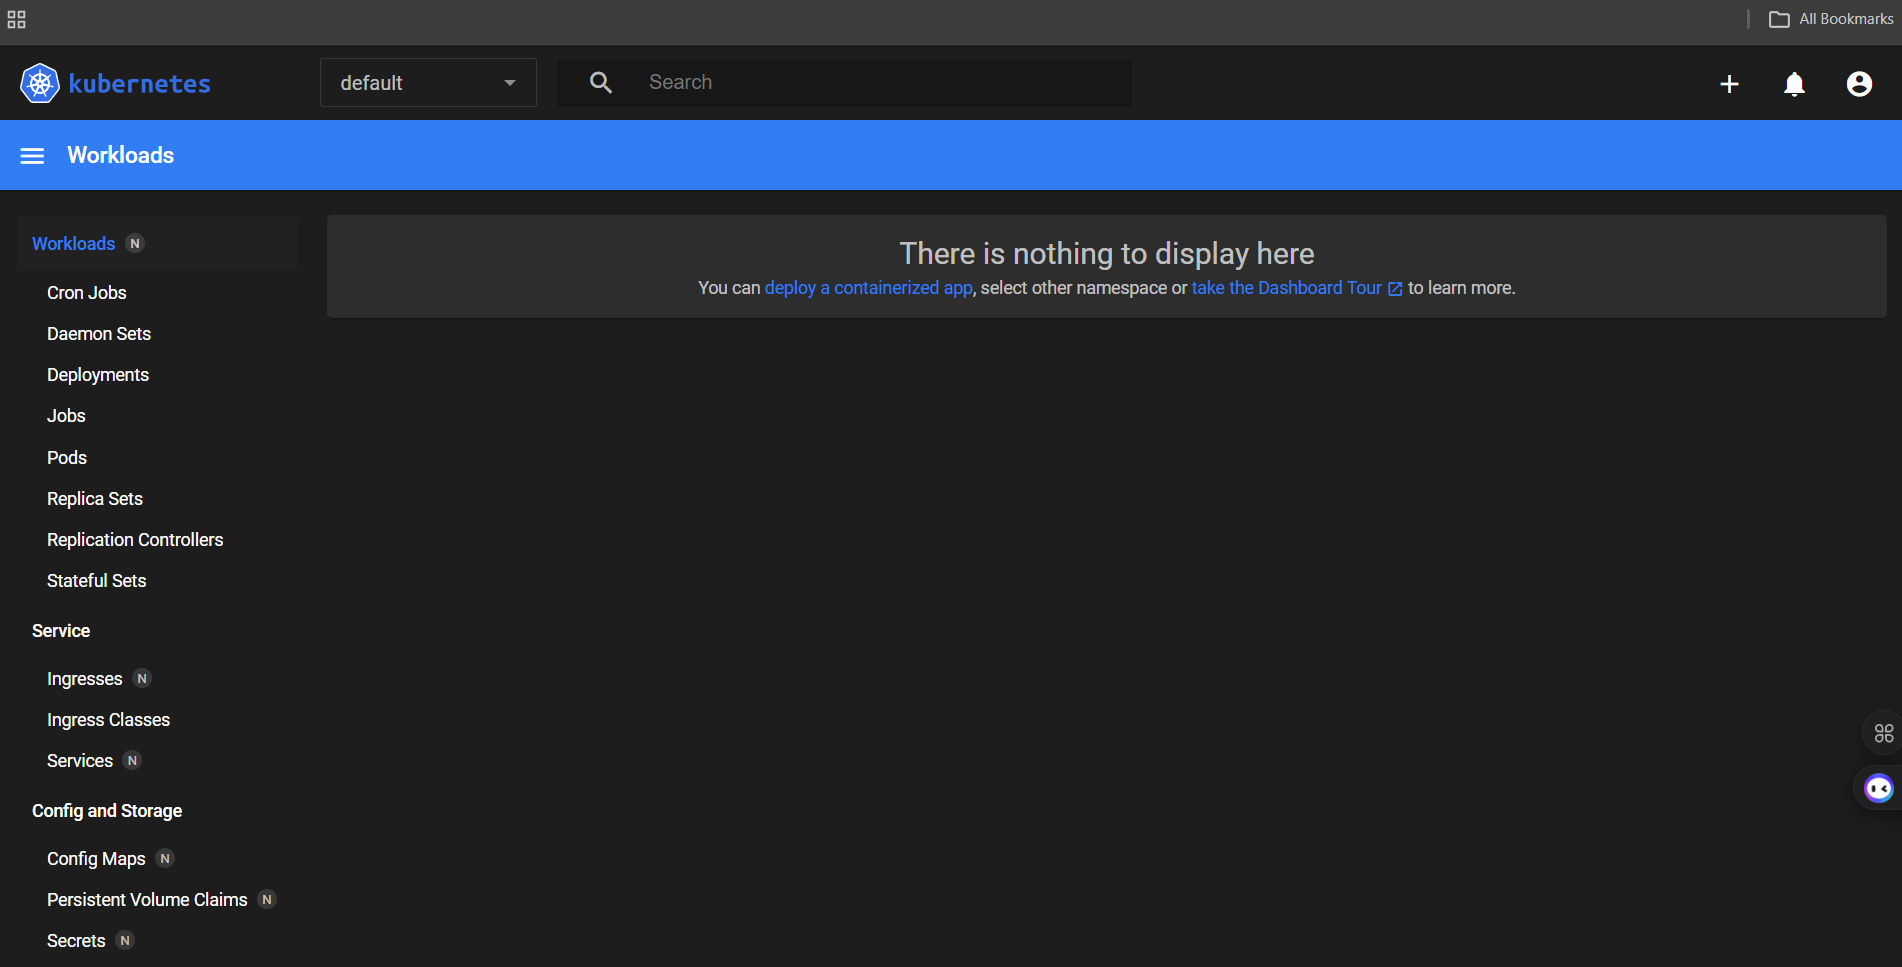 All Bookmarks
kubernetes
default
Search
Workloads
Workloads N
Cron Jobs
Daemon Sets
Deployments
Jobs
Pods
Replica Sets
Replication Controllers
Stateful Sets
Service
Ingresses N
Ingress Classes
Services N
Config and Storage
Config Maps N
Persistent Volume Claims N
Secrets N
There is nothing to display here
You can deploy a containerized app, select other namespace or take the Dashboard Tour to learn more.